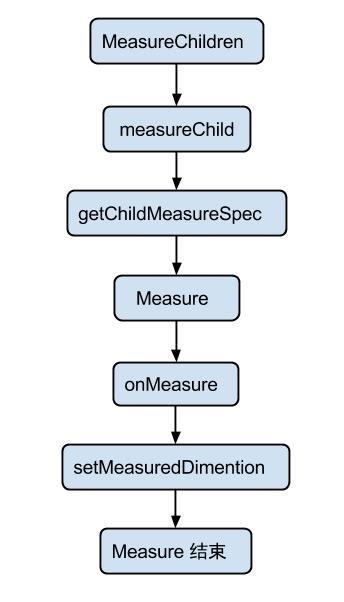 MeasureChildren
measureChild
getChildMeasureSpec
Measure
onMeasure
setMeasuredDimention
Measure 结束